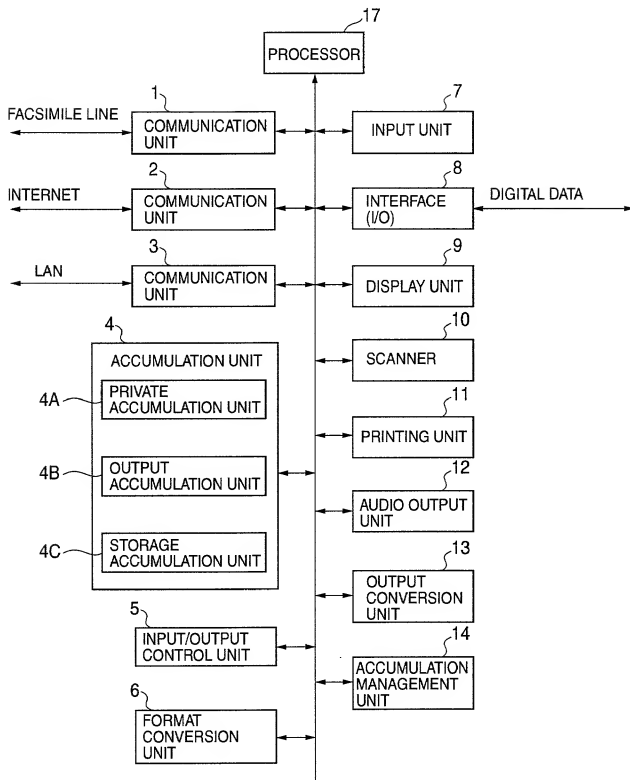 17
PROCESSOR
1
FACSIMILE LINE
COMMUNICATION
UNIT
7
INPUT UNIT
2
INTERNET
COMMUNICATION
UNIT
8
INTERFACE
(I/O)
DIGITAL DATA
3
LAN
COMMUNICATION
UNIT
9
DISPLAY UNIT
10
SCANNER
4
ACCUMULATION UNIT
4A
PRIVATE
ACCUMULATION UNIT
4B
OUTPUT
ACCUMULATION UNIT
4C
STORAGE
ACCUMULATION UNIT
11
PRINTING UNIT
12
AUDIO OUTPUT
UNIT
13
OUTPUT
CONVERSION
UNIT
5
INPUT/OUTPUT
CONTROL UNIT
14
ACCUMULATION
MANAGEMENT
UNIT
6
FORMAT
CONVERSION
UNIT